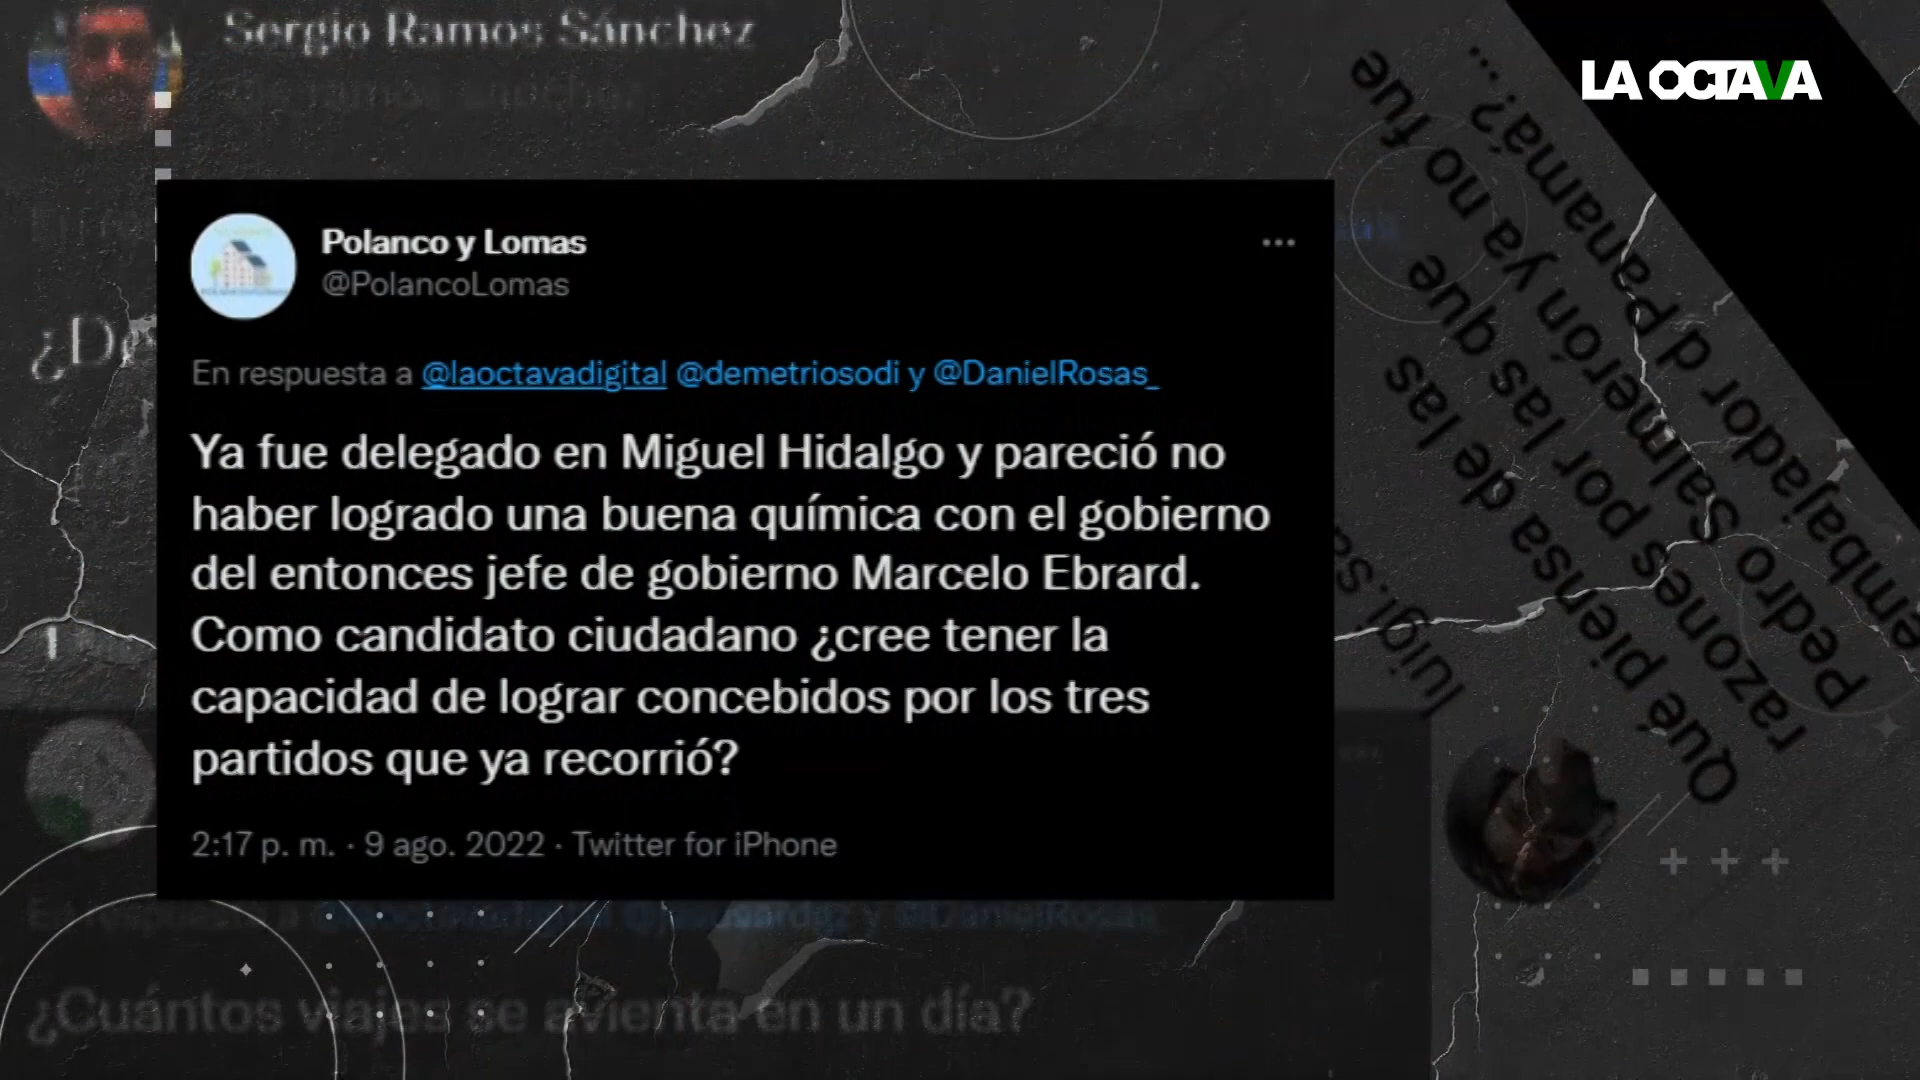 Sergio Ramos Sánchez
LA OCTAVA
Polanco y Lomas
@PolancoLomas
En respuesta a @laoctavadigital @demetriosodi y @DanielRosas_
Ya fue delegado en Miguel Hidalgo y pareció no
haber logrado una buena química con el gobierno
del entonces jefe de gobierno Marcelo Ebrard.
Como candidato ciudadano ¿cree tener la
capacidad de lograr concebidos por los tres
partidos que ya recorrió?
2:17 p. m. · 9 ago. 2022 · Twitter for iPhone
Qué piensa de las
razones por las que
Pedro Salmerón ya no fue
embajador d Panamá?...
¿Cuántos viajes se avienta en un día?